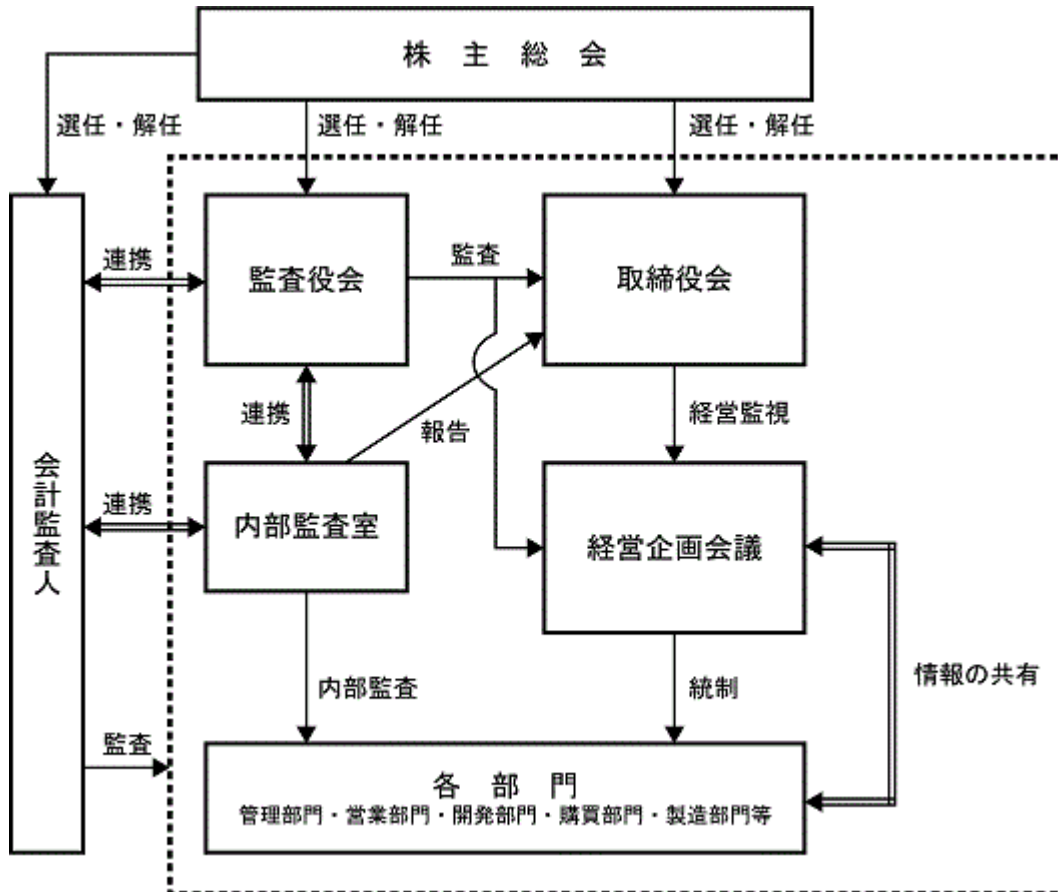 株 主 総 会
選任・解任
選任・解任
選任・解任
連携
監査役会
監査
取締役会
連携
報告
経営監視
会計監査人
連携
内部監査室
経営企画会議
内部監査
統制
情報の共有
監査
各 部 門
管理部門・営業部門・開発部門・購買部門・製造部門等